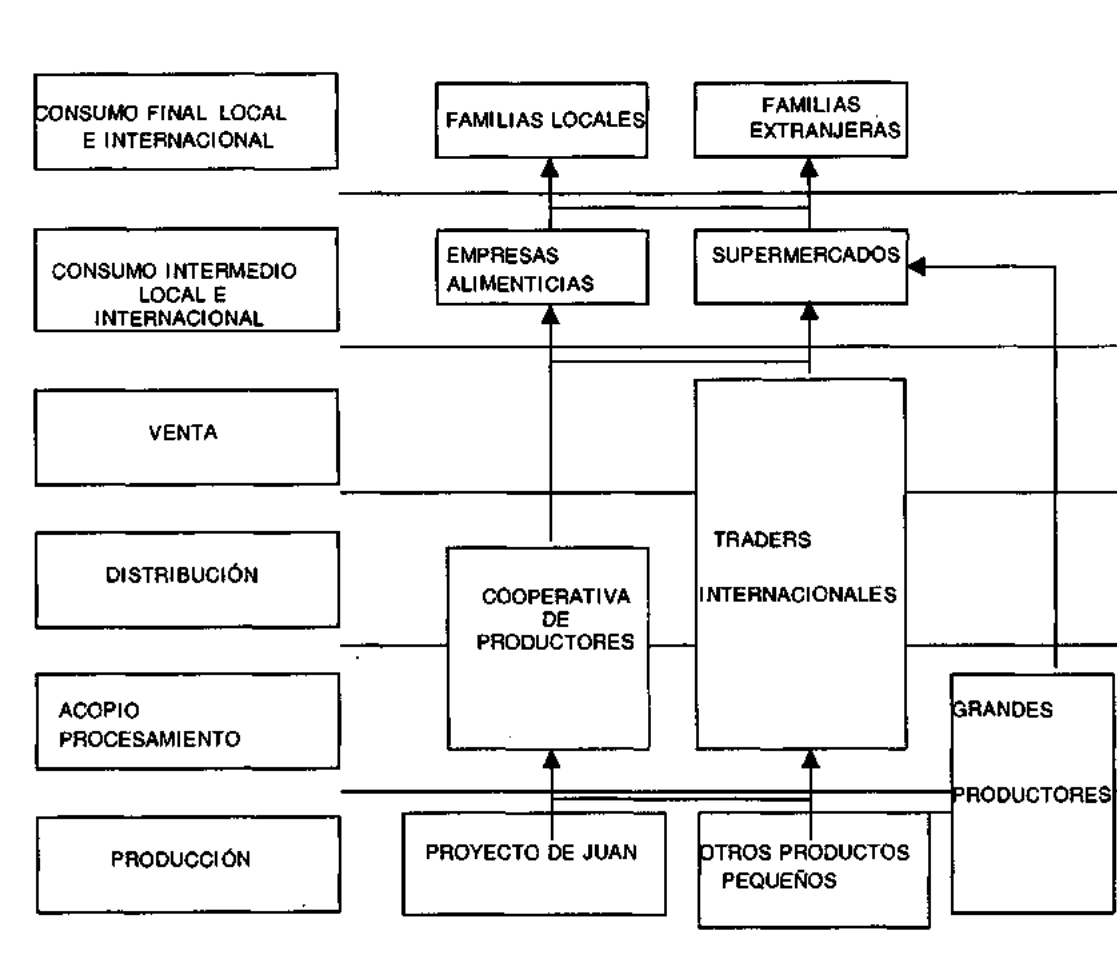 CONSUMO FINAL LOCAL
E INTERNACIONAL
FAMILIAS LOCALES
FAMILIAS
EXTRANJERAS
CONSUMO INTERMEDIO
LOCAL E
INTERNACIONAL
EMPRESAS
ALIMENTICIAS
SUPERMERCADOS
VENTA
DISTRIBUCIÓN
COOPERATIVA
DE
PRODUCTORES
TRADERS
INTERNACIONALES
ACOPIO
PROCESAMIENTO
GRANDES
PRODUCTORES
PRODUCCIÓN
PROYECTO DE JUAN
OTROS PRODUCTOS
PEQUEÑOS